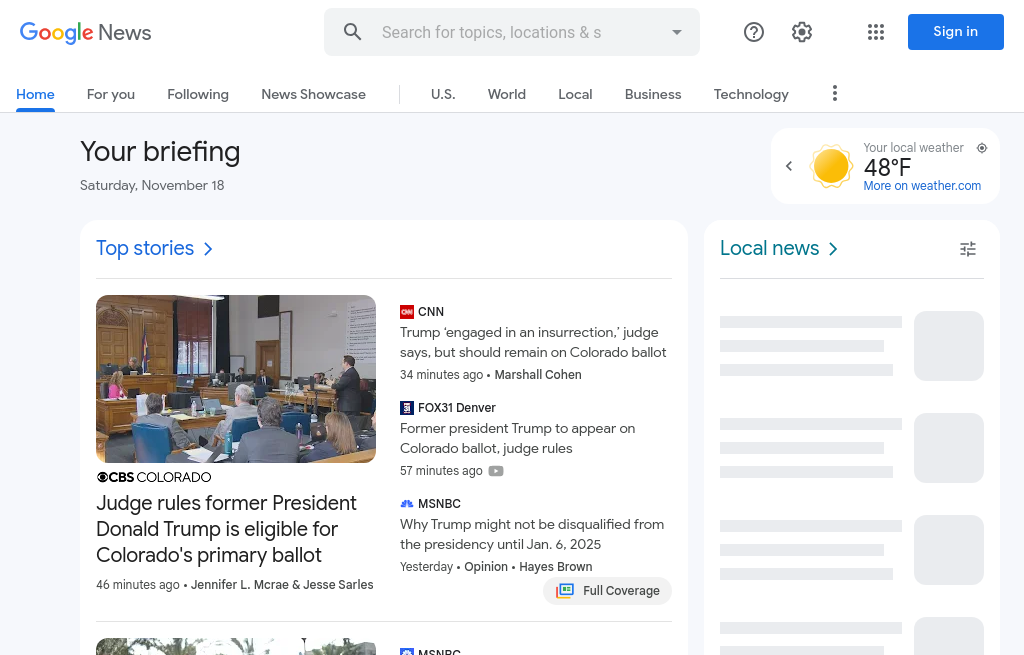 Google News
Search for topics, locations & s
Sign in
Home
For you
Following
News Showcase
U.S.
World
Local
Business
Technology
Your briefing
Saturday, November 18
Your local weather
48°F
More on weather.com
Top stories
CBS COLORADO
Judge rules former President
Donald Trump is eligible for
Colorado's primary ballot
46 minutes ago • Jennifer L. Mcrae & Jesse Sarles
CNN
Trump ‘engaged in an insurrection,’ judge
says, but should remain on Colorado ballot
34 minutes ago • Marshall Cohen
FOX31 Denver
Former president Trump to appear on
Colorado ballot, judge rules
57 minutes ago
MSNBC
Why Trump might not be disqualified from
the presidency until Jan. 6, 2025
Yesterday • Opinion • Hayes Brown
Full Coverage
MSNBC
Local news